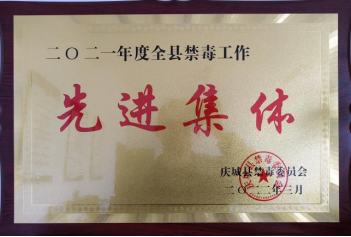 二〇二一年度全县禁毒工作
先进集体
庆城县禁毒委员会
二〇二二年三月